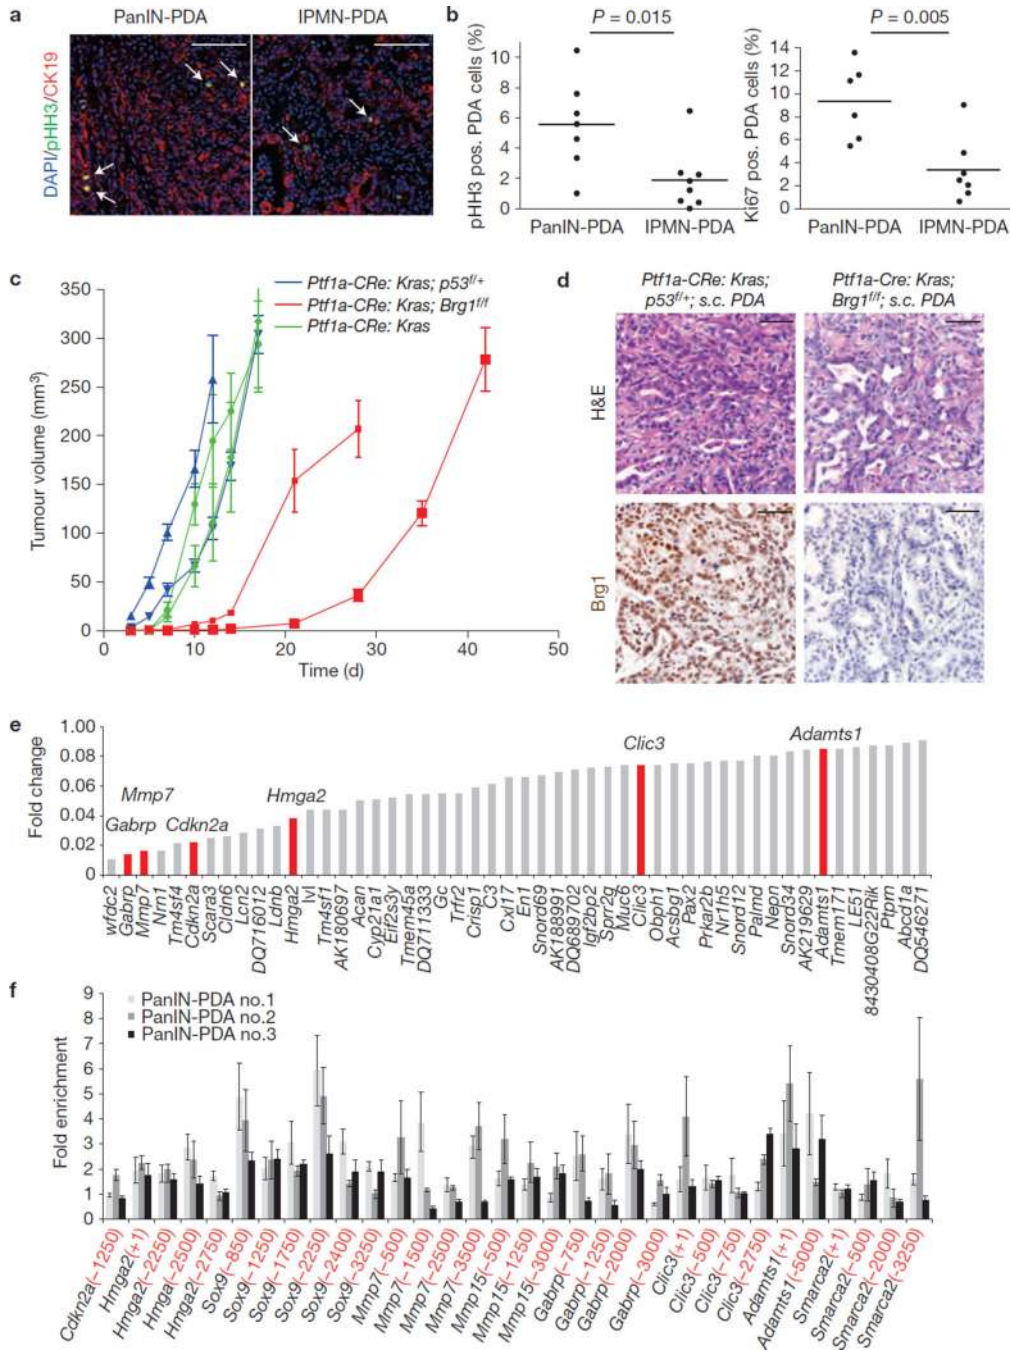 a
PanIN-PDA IPMN-PDA
DAPI/pHH3/CK19
b
P = 0.015
pHH3 pos. PDA cells (%)
10
8
6
4
2
0
PanIN-PDA IPMN-PDA
P = 0.005
Ki67 pos. PDA cells (%)
14
12
10
8
6
4
2
0
PanIN-PDA IPMN-PDA
c
Ptf1a-CRe: Kras; p53f/+
Ptf1a-CRe: Kras; Brg1f/f
Ptf1a-CRe: Kras
Tumour volume (mm³)
350
300
250
200
150
100
50
0
0 10 20 30 40 50
Time (d)
d
Ptf1a-CRe: Kras;
p53f/+; s.c. PDA
Ptf1a-Cre: Kras;
Brg1f/f; s.c. PDA
H&E
Brg1
e
Fold change
1.00
0.08
0.06
0.04
0.02
0
Gabrp
Mmp7
Cdkn2a
Hmga2
Clic3
Adamts1
wfdc2
Gabrp
Mmp7
Nrn1
Tm4sf4
Cdkn2a
Scara3
Cldn6
Lcn2
DQ716012
Ldnb
Hmga2
lvl
Tm4sf1
AK180697
Acan
Cyp21a1
Eif2s3y
Tmem45a
DQ711333
Gc
Trfr2
Crisp1
C3
Cxl17
En1
Snord69
AK188991
DQ689702
Igf2bp2
Sprr2g
Muc6
Clic3
Obph1
Acsbg1
Pax2
Prkar2b
Nr1h5
Snord12
Palmd
Nepn
Snord34
AK219629
Adamts1
Tmem171
LE51
8430408G22Rik
Ptpm
Abcd1a
DQ546271
f
PanIN-PDA no.1
PanIN-PDA no.2
PanIN-PDA no.3
Fold enrichment
9
8
7
6
5
4
3
2
1
0
Cdkn2a(−1250)
Hmga2(+1)
Hmga2(−2250)
Hmga(−2500)
Hmga2(−2750)
Sox9(−850)
Sox9(−1250)
Sox9(−1750)
Sox9(−2250)
Sox9(−2400)
Sox9(−3250)
Mmp7(−500)
Mmp7(−1500)
Mmp7(−2500)
Mmp7(−3500)
Mmp15(−500)
Mmp15(−1250)
Mmp15(−3000)
Gabrp(−750)
Gabrp(−1250)
Gabrp(−2000)
Gabrp(−3000)
Clic3(+1)
Clic3(−1500)
Clic3(−750)
Clic3(−2750)
Adamts1(+1)
Adamts1(−5000)
Smarca2(+1)
Smarca2(−500)
Smarca2(−2000)
Smarca2(−3250)